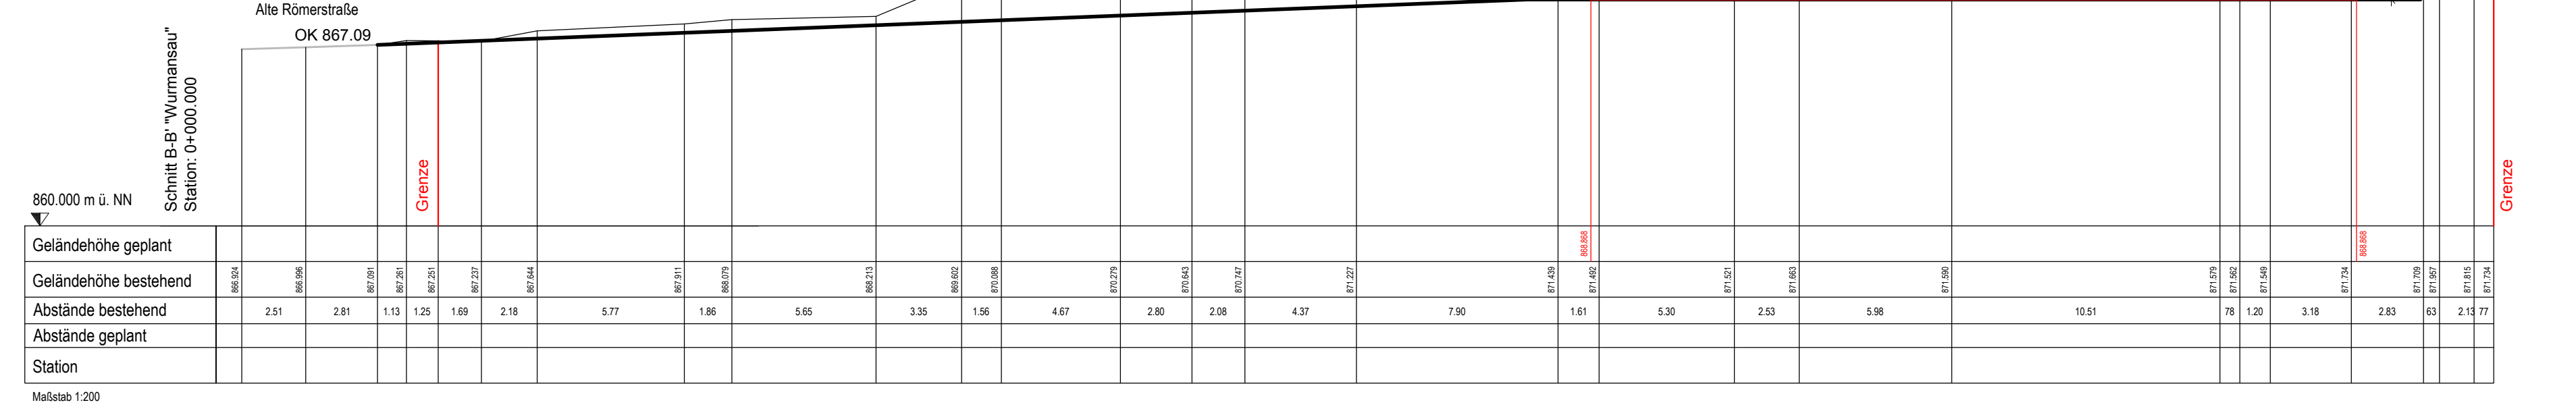 Alte Römerstraße
OK 867.09
Schnitt B-B' "Wurmansau"
Station: 0+000.000
Grenze
Grenze
860.000 m ü. NN
Geländehöhe geplant 868.868 868.868
Geländehöhe bestehend 866.924 866.996 867.091 867.261 867.251 867.237 867.644 867.911 868.079 868.213 869.602 870.088 870.279 870.643 870.747 871.227 871.439 871.492 871.521 871.663 871.590 871.579 871.562 871.549 871.734 871.709 871.957 871.815 871.734
Abstände bestehend 2.51 2.81 1.13 1.25 1.69 2.18 5.77 1.86 5.65 3.35 1.56 4.67 2.80 2.08 4.37 7.90 1.61 5.30 2.53 5.98 10.51 78 1.20 3.18 2.83 63 2.13 77
Abstände geplant
Station
Maßstab 1:200